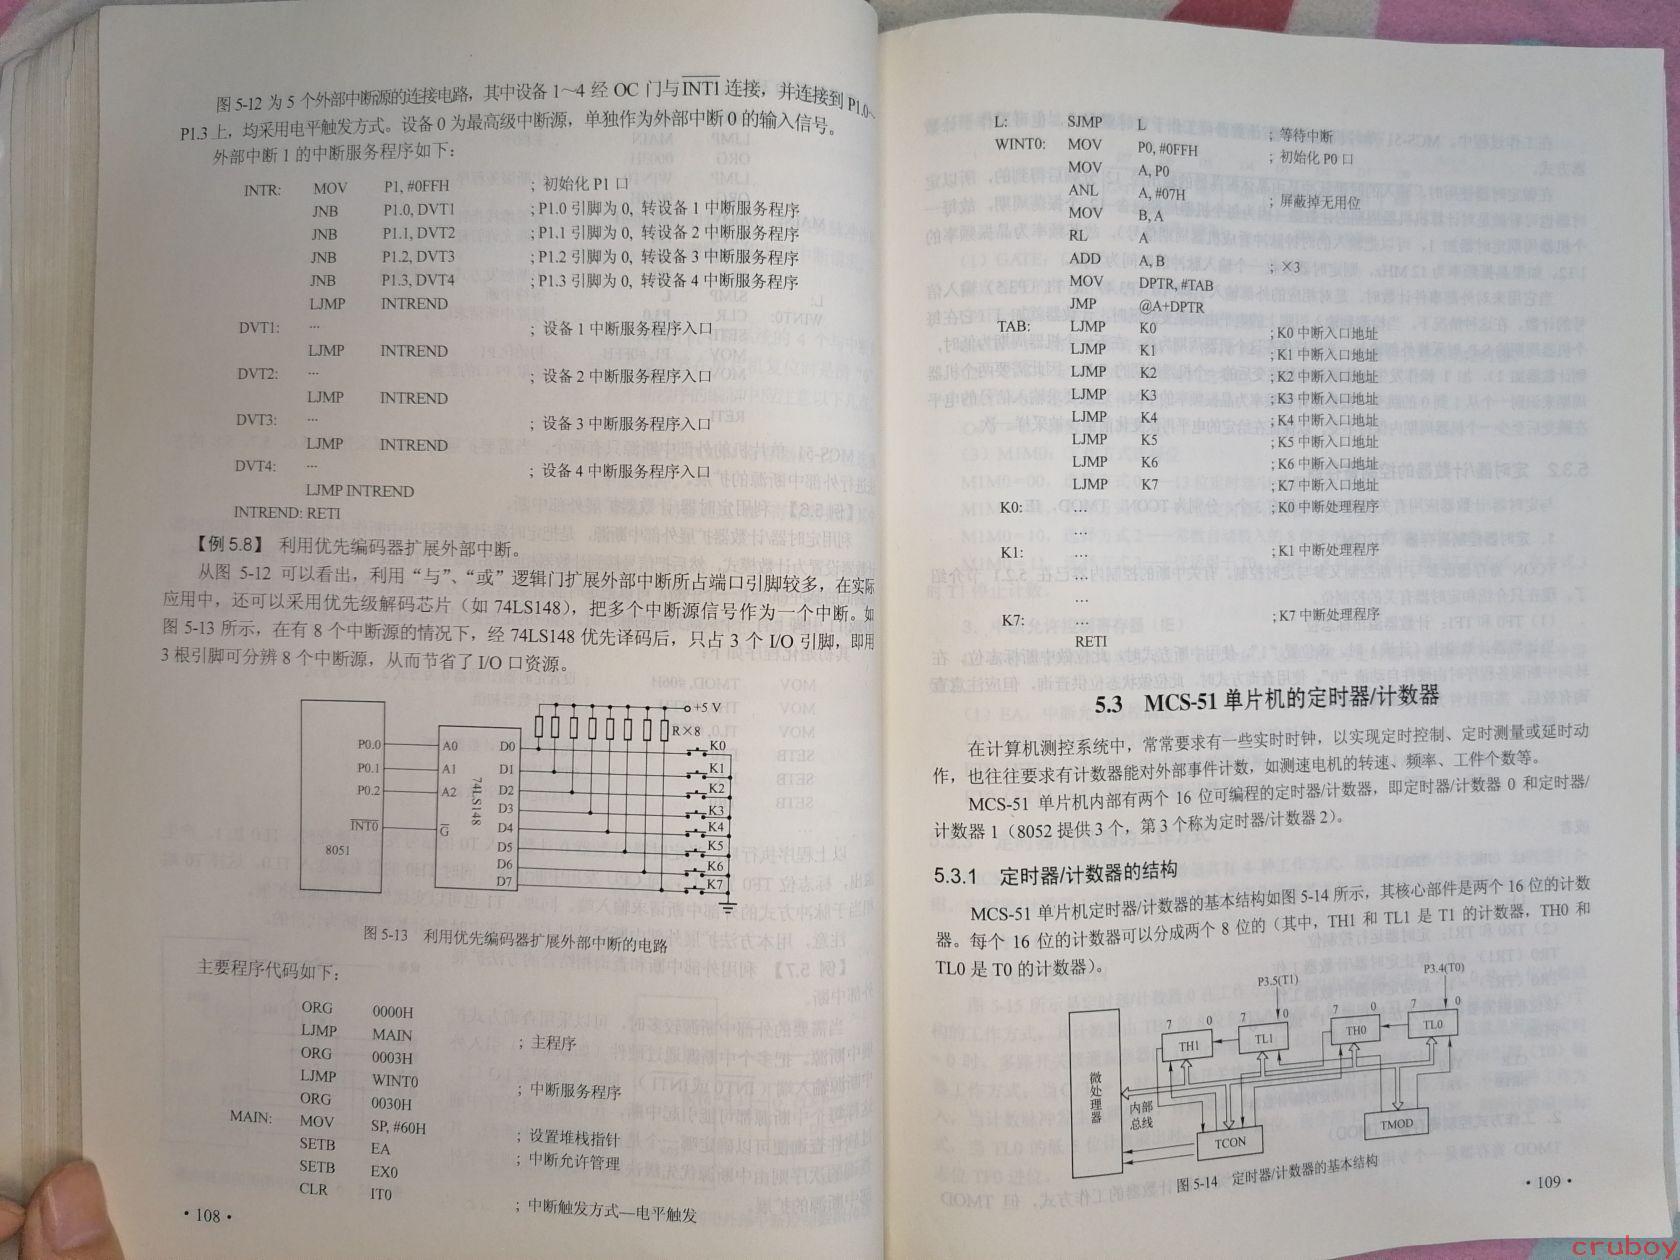 图 5-12 为 5 个外部中断源的连接电路，其中设备 1～4 经 OC 门与INT1连接，并连接到 P1.0～
P1.3 上，均采用电平触发方式。设备 0 为最高级中断源，单独作为外部中断 0 的输入信号。
外部中断 1 的中断服务程序如下：
INTR: MOV P1, #0FFH ; 初始化 P1 口
JNB P1.0, DVT1 ; P1.0 引脚为 0, 转设备 1 中断服务程序
JNB P1.1, DVT2 ; P1.1 引脚为 0, 转设备 2 中断服务程序
JNB P1.2, DVT3 ; P1.2 引脚为 0, 转设备 3 中断服务程序
JNB P1.3, DVT4 ; P1.3 引脚为 0, 转设备 4 中断服务程序
LJMP INTREND
DVT1: … ; 设备 1 中断服务程序入口
LJMP INTREND
DVT2: … ; 设备 2 中断服务程序入口
LJMP INTREND
DVT3: … ; 设备 3 中断服务程序入口
LJMP INTREND
DVT4: … ; 设备 4 中断服务程序入口
LJMP INTREND
INTREND: RETI
【例 5.8】 利用优先编码器扩展外部中断。
从图 5-12 可以看出，利用“与”、“或”逻辑门扩展外部中断所占端口引脚较多，在实际
应用中，还可以采用优先级解码芯片（如 74LS148），把多个中断源信号作为一个中断。如
图 5-13 所示，在有 8 个中断源的情况下，经 74LS148 优先译码后，只占 3 个 I/O 引脚，即用
3 根引脚可分辨 8 个中断源，从而节省了 I/O 口资源。
+5 V
R×8
P0.0 A0 D0 K0
P0.1 A1 D1 K1
P0.2 A2 D2 K2
74LS148
D3 K3
INT0 G D4 K4
8051 D5 K5
D6 K6
D7 K7
图 5-13 利用优先编码器扩展外部中断的电路
主要程序代码如下：
ORG 0000H
LJMP MAIN ; 主程序
ORG 0003H
LJMP WINT0 ; 中断服务程序
ORG 0030H
MAIN: MOV SP, #60H ; 设置堆栈指针
SETB EA ; 中断允许管理
SETB EX0
CLR IT0 ; 中断触发方式—电平触发
• 108 •
L: SJMP L ; 等待中断
WINT0: MOV P0, #0FFH ; 初始化 P0 口
MOV A, P0
ANL A, #07H ; 屏蔽掉无用位
MOV B, A
RL A
ADD A, B ; ×3
MOV DPTR, #TAB
JMP @A+DPTR
TAB: LJMP K0 ; K0 中断入口地址
LJMP K1 ; K1 中断入口地址
LJMP K2 ; K2 中断入口地址
LJMP K3 ; K3 中断入口地址
LJMP K4 ; K4 中断入口地址
LJMP K5 ; K5 中断入口地址
LJMP K6 ; K6 中断入口地址
LJMP K7 ; K7 中断入口地址
K0: … ; K0 中断处理程序
…
K1: … ; K1 中断处理程序
…
…
K7: … ; K7 中断处理程序
RETI
5.3 MCS-51 单片机的定时器/计数器
在计算机测控系统中，常常要求有一些实时时钟，以实现定时控制、定时测量或延时动
作，也往往要求有计数器能对外部事件计数，如测速电机的转速、频率、工件个数等。
MCS-51 单片机内部有两个 16 位可编程的定时器/计数器，即定时器/计数器 0 和定时器/
计数器 1（8052 提供 3 个，第 3 个称为定时器/计数器 2）。
5.3.1 定时器/计数器的结构
MCS-51 单片机定时器/计数器的基本结构如图 5-14 所示，其核心部件是两个 16 位的计数
器。每个 16 位的计数器可以分成两个 8 位的（其中，TH1 和 TL1 是 T1 的计数器，TH0 和
TL0 是 T0 的计数器）。
P3.5(T1) P3.4(T0)
7 0 7 0 7 0 7 0
TH1 TL1 TH0 TL0
微处理器
内部
总线
TCON TMOD
图 5-14 定时器/计数器的基本结构
• 109 •
cruboy